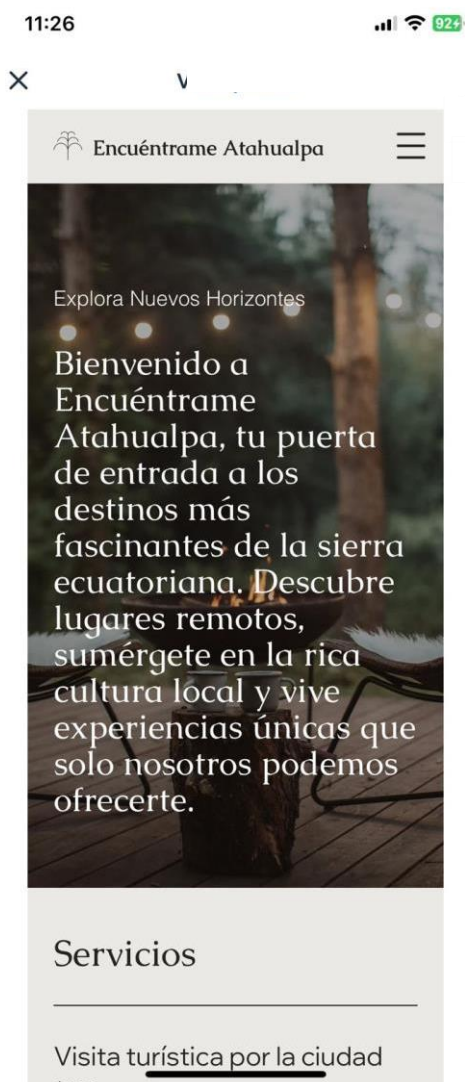 11:26
92
Encuéntrame Atahualpa
Explora Nuevos Horizontes
Bienvenido a
Encuéntrame
Atahualpa, tu puerta
de entrada a los
destinos más
fascinantes de la sierra
ecuatoriana. Descubre
lugares remotos,
sumérgete en la rica
cultura local y vive
experiencias únicas que
solo nosotros podemos
ofrecerte.
Servicios
Visita turística por la ciudad